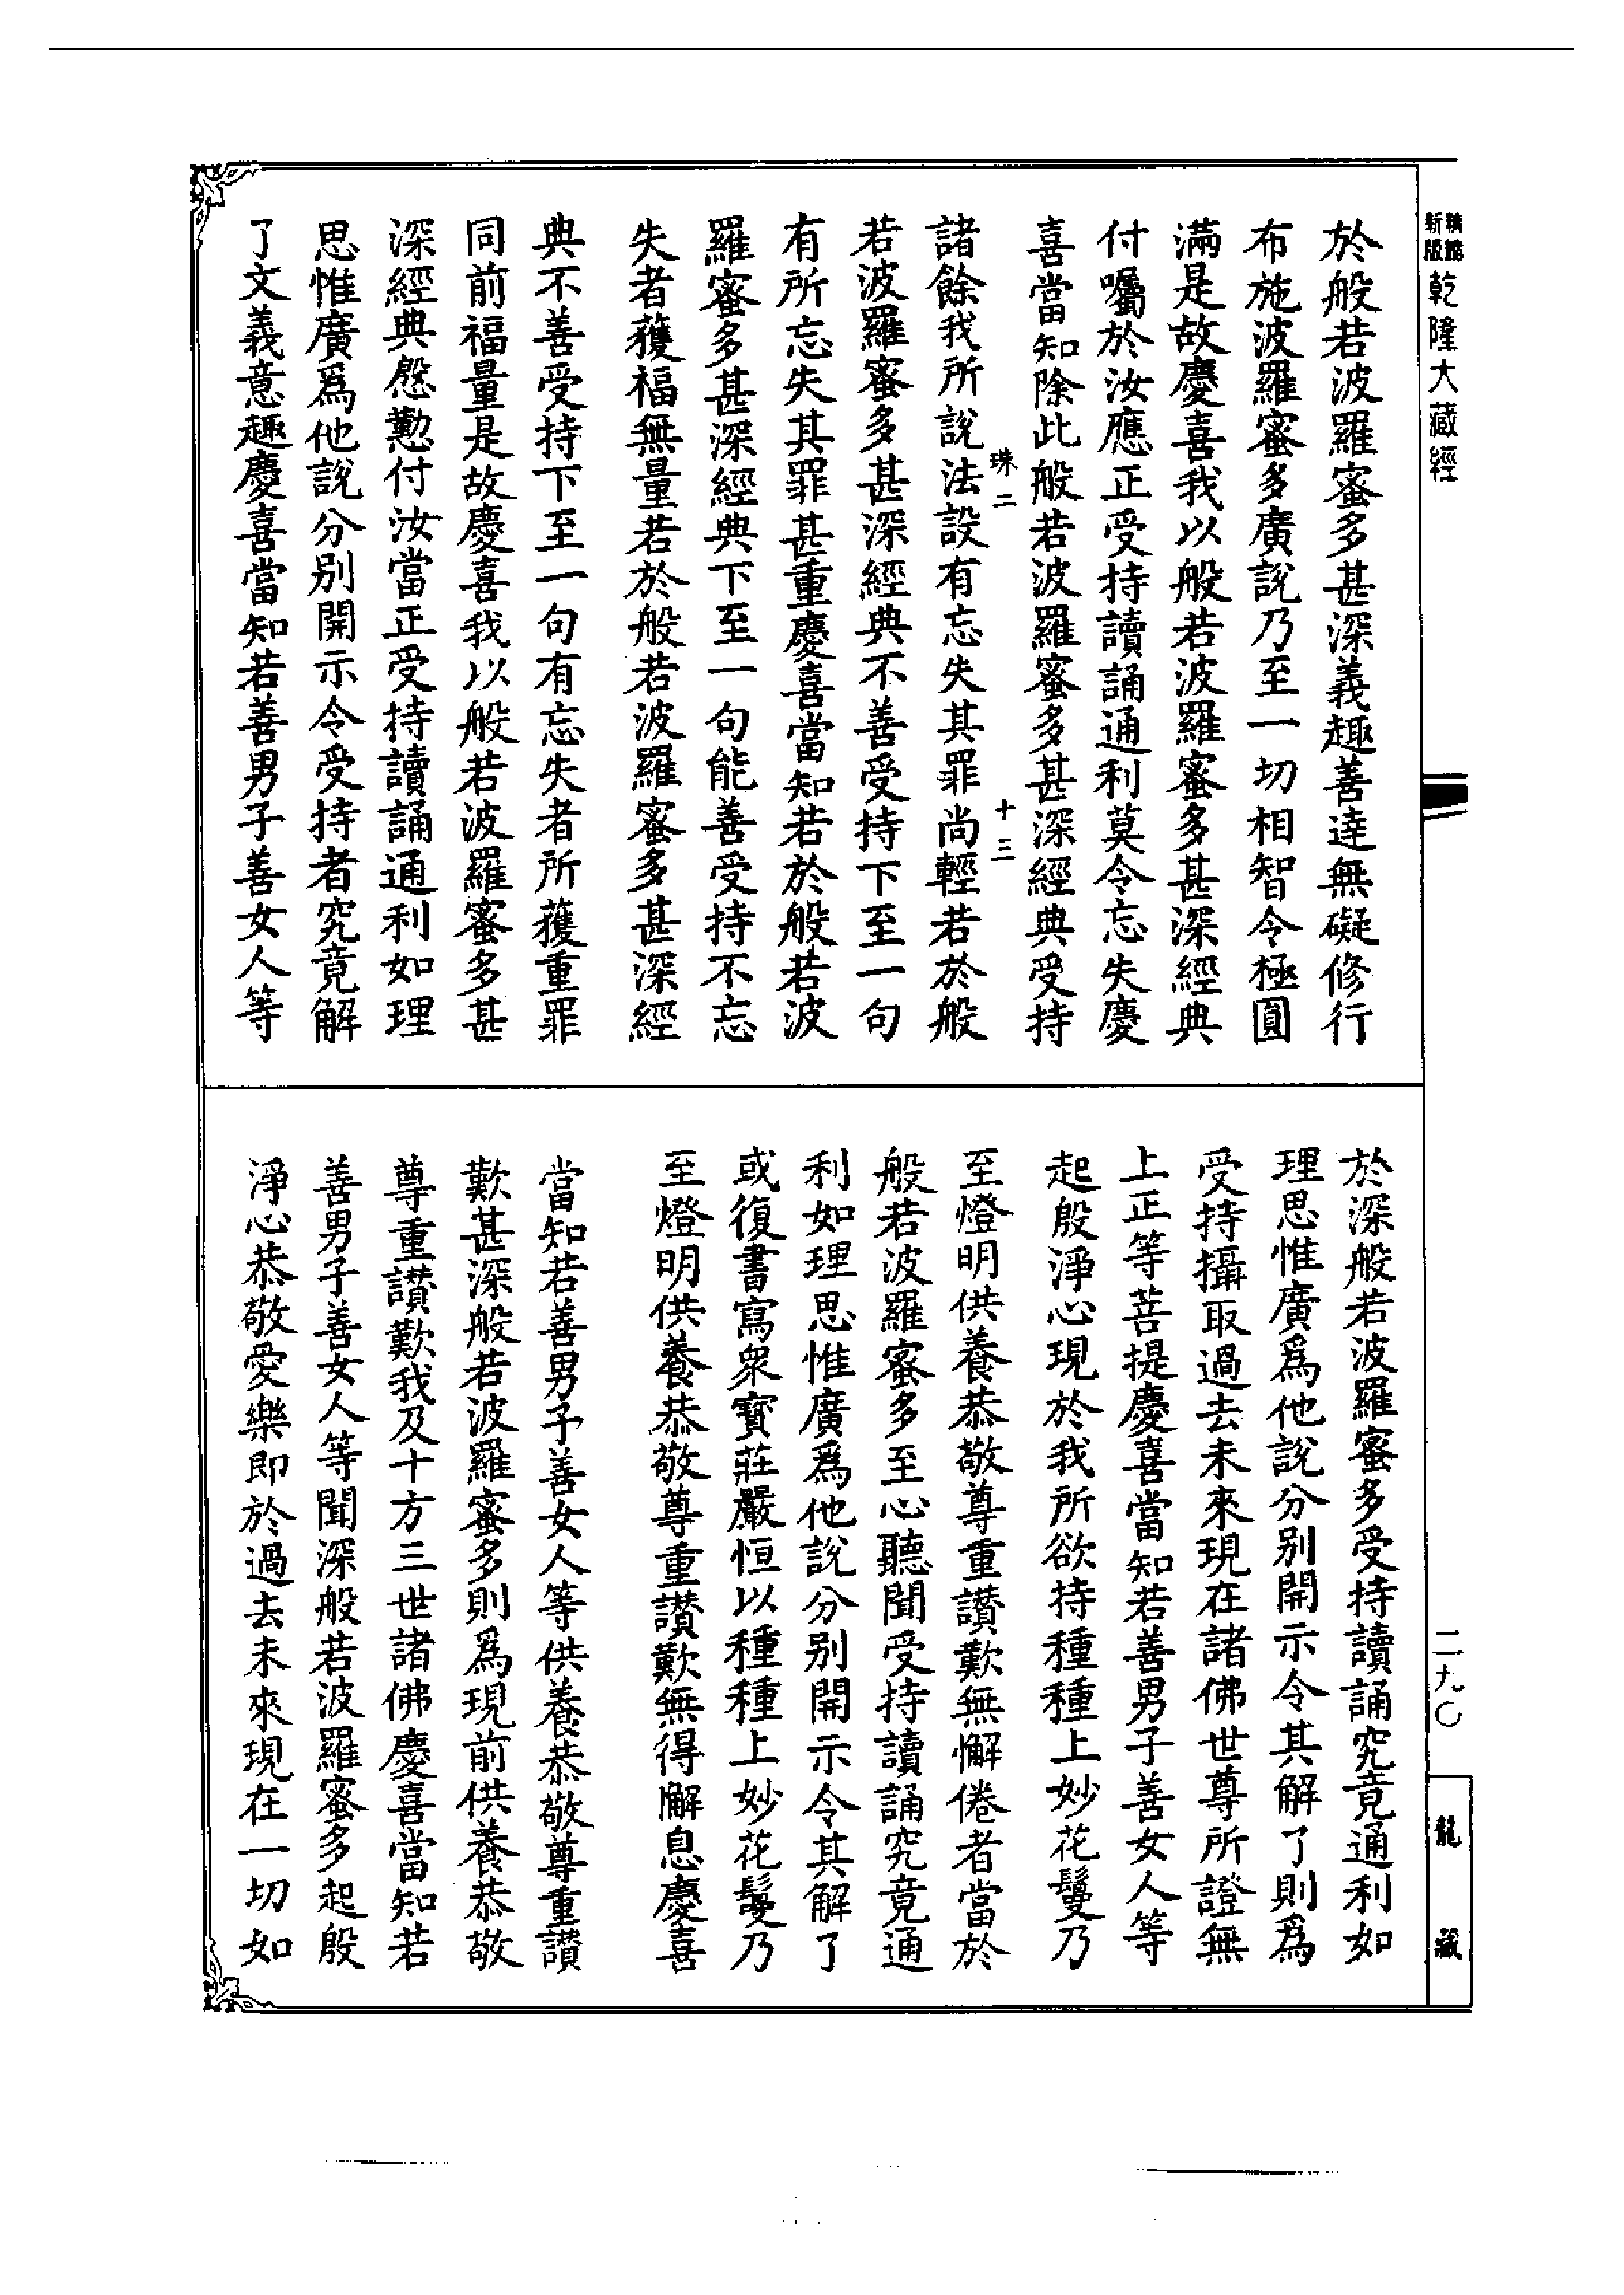 新版
精縮
乾隆大藏經
於般若波羅蜜多甚深義趣善達無礙修行
布施波羅蜜多廣說乃至一切相智令極圓
滿是故慶喜我以般若波羅蜜多甚深經典
付囑於汝應正受持讀誦通利莫令忘失慶
喜當知除此般若波羅蜜多甚深經典受持
珠二 十三
諸餘我所說法設有忘失其罪尚輕若於般
若波羅蜜多甚深經典不善受持下至一句
有所忘失其罪甚重慶喜當知若於般若波
羅蜜多甚深經典下至一句能善受持不忘
失者獲福無量若於般若波羅蜜多甚深經
典不善受持下至一句有忘失者所獲重罪
同前福量是故慶喜我以般若波羅蜜多甚
深經典慇懃付汝當正受持讀誦通利如理
思惟廣爲他說分別開示令受持者究竟解
了文義意趣慶喜當知若善男子善女人等
於深般若波羅蜜多受持讀誦究竟通利如
理思惟廣爲他說分別開示令其解了則爲
受持攝取過去未來現在諸佛世尊所證無
上正等菩提慶喜當知若善男子善女人等
起殷淨心現於我所欲持種種上妙花鬘乃
至燈明供養恭敬尊重讚歎無懈倦者當於
般若波羅蜜多至心聽聞受持讀誦究竟通
利如理思惟廣爲他說分別開示令其解了
或復書寫衆寶莊嚴恒以種種上妙花鬘乃
至燈明供養恭敬尊重讚歎無得懈息慶喜
當知若善男子善女人等供養恭敬尊重讚
歎甚深般若波羅蜜多則爲現前供養恭敬
尊重讚歎我及十方三世諸佛慶喜當知若
善男子善女人等聞深般若波羅蜜多起殷
淨心恭敬愛樂即於過去未來現在一切如
二九〇
龍藏